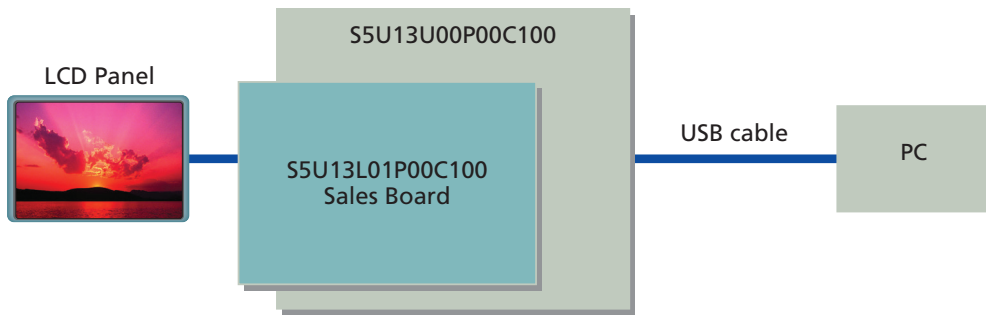 S5U13U00P00C100
LCD Panel
S5U13L01P00C100
Sales Board
USB cable
PC